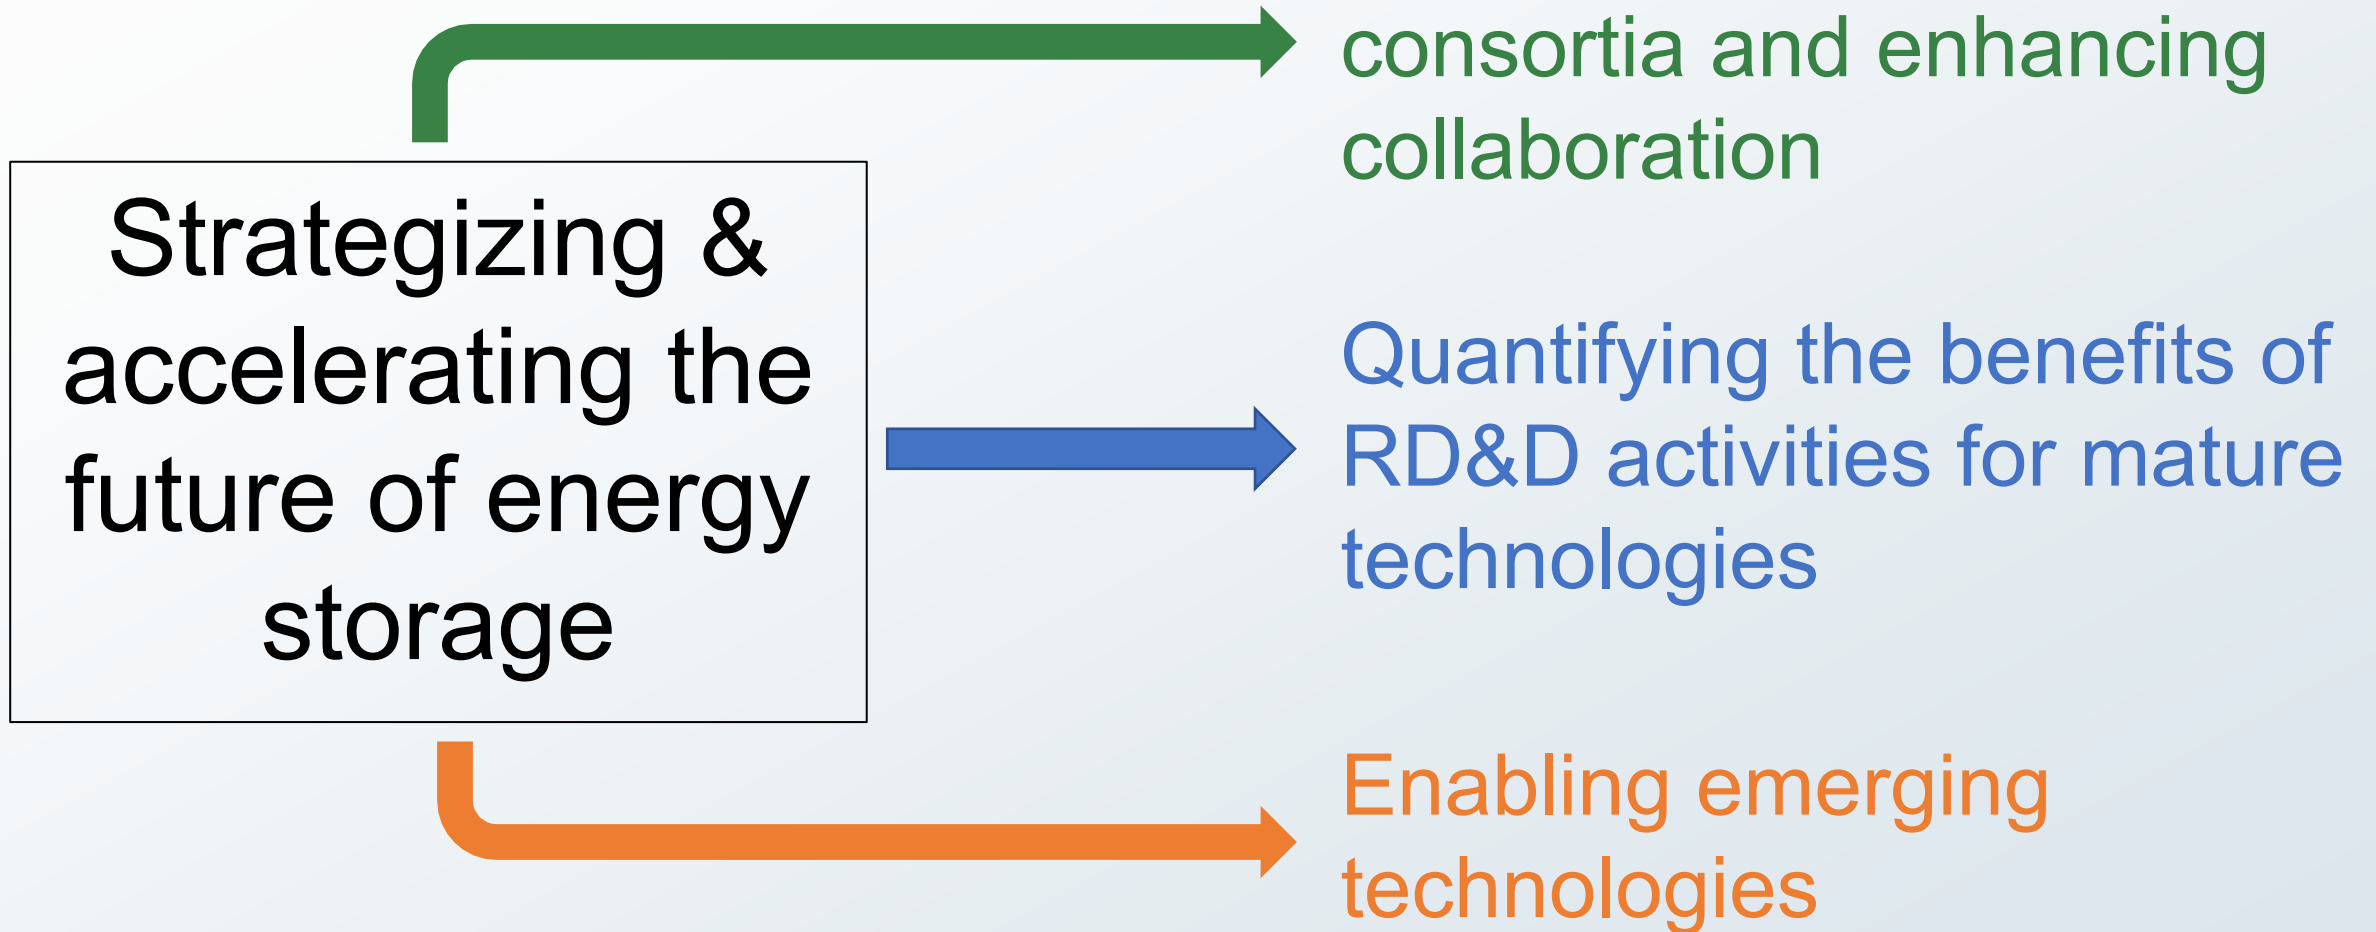 consortia and enhancing
collaboration
Strategizing &
accelerating the
future of energy
storage
Quantifying the benefits of
RD&D activities for mature
technologies
Enabling emerging
technologies